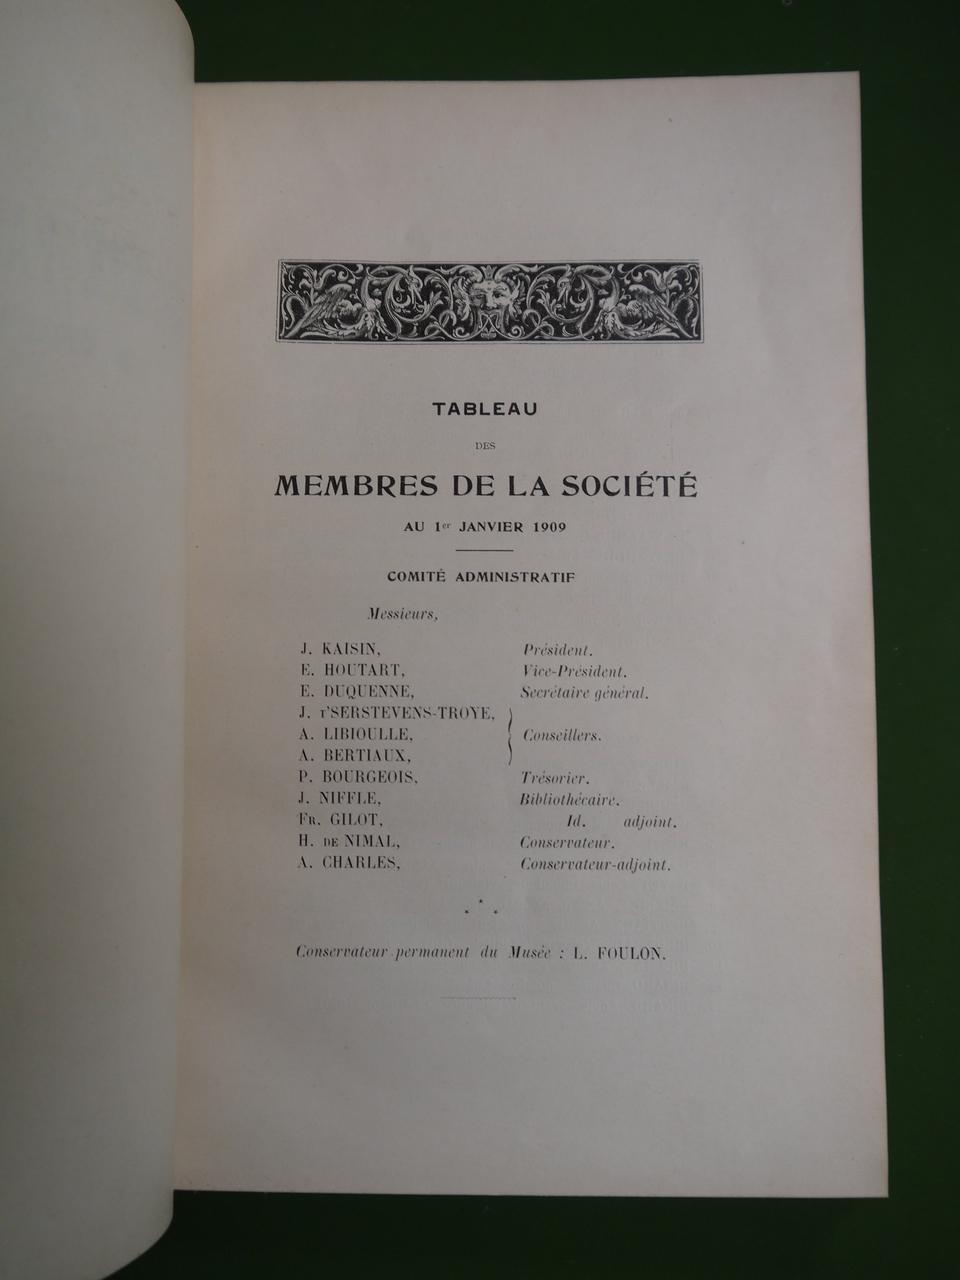 TABLEAU
DES
MEMBRES DE LA SOCIÉTÉ
AU 1er JANVIER 1909
COMITÉ ADMINISTRATIF
Messieurs,
J. KAISIN, Président.
E. HOUTART, Vice-Président.
E. DUQUENNE, Secrétaire général.
J. T'SERSTEVENS-TROYE,
A. LIBIOULLE, Conseillers.
A. BERTIAUX,
P. BOURGEOIS, Trésorier.
J. NIFFLE, Bibliothécaire.
FR. GILOT, Id. adjoint.
H. DE NIMAL, Conservateur.
A. CHARLES, Conservateur-adjoint.
Conservateur permanent du Musée : L. FOULON.